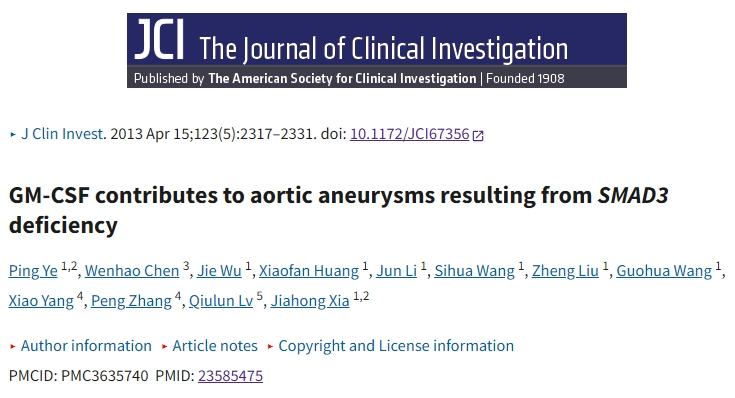 JCI The Journal of Clinical Investigation
Published by The American Society for Clinical Investigation | Founded 1908
▸ J Clin Invest. 2013 Apr 15;123(5):2317–2331. doi: 10.1172/JCI67356
GM-CSF contributes to aortic aneurysms resulting from SMAD3
deficiency
Ping Ye 1,2, Wenhao Chen 3, Jie Wu 1, Xiaofan Huang 1, Jun Li 1, Sihua Wang 1, Zheng Liu 1, Guohua Wang 1,
Xiao Yang 4, Peng Zhang 4, Qiulun Lv 5, Jiahong Xia 1,2
▸ Author information ▸ Article notes ▸ Copyright and License information
PMCID: PMC3635740 PMID: 23585475